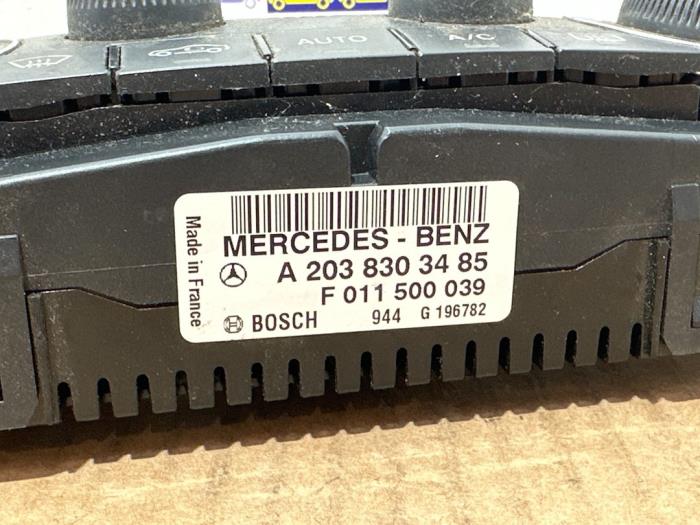 AUTO
A/C
MERCEDES - BENZ
A 203 830 34 85
F 011 500 039
BOSCH 944 G 196782
Made in France